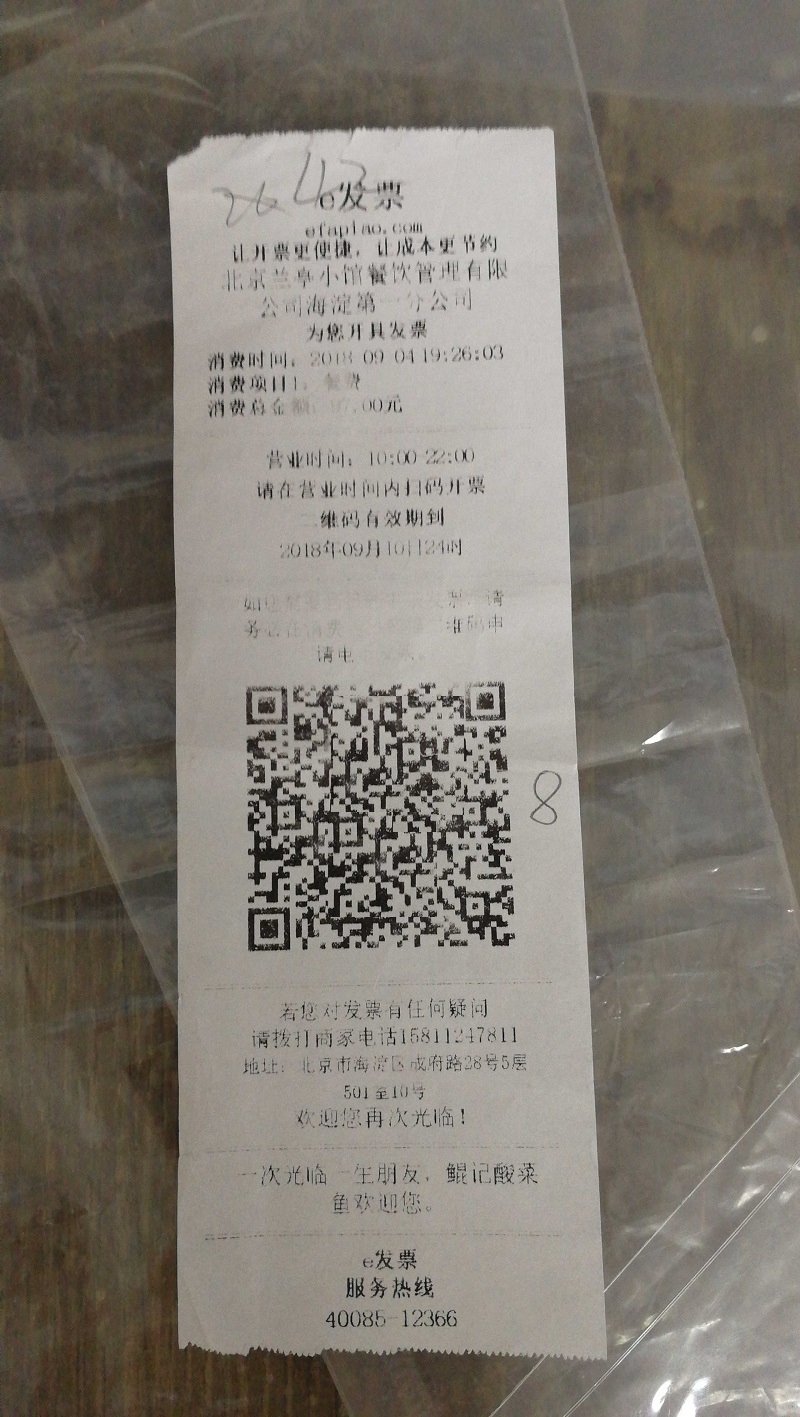 e发票
efapiao.com
让开票更便捷，让成本更节约
北京兰亭小馆餐饮管理有限
公司海淀第一分公司
为您开具发票
消费时间：2018-09-04 19:26:03
消费项目1：餐费
消费总金额：97.00元
营业时间：10:00-22:00
请在营业时间内扫码开票
二维码有效期到
2018年09月10日24时
如您 票，请
务必在消费 维码申
请电
8
若您对发票有任何疑问
请拨打商家电话15811247811
地址：北京市海淀区成府路28号5层
501至10号
欢迎您再次光临！
一次光临一生朋友，鲲记酸菜
鱼欢迎您。
e发票
服务热线
40085-12366